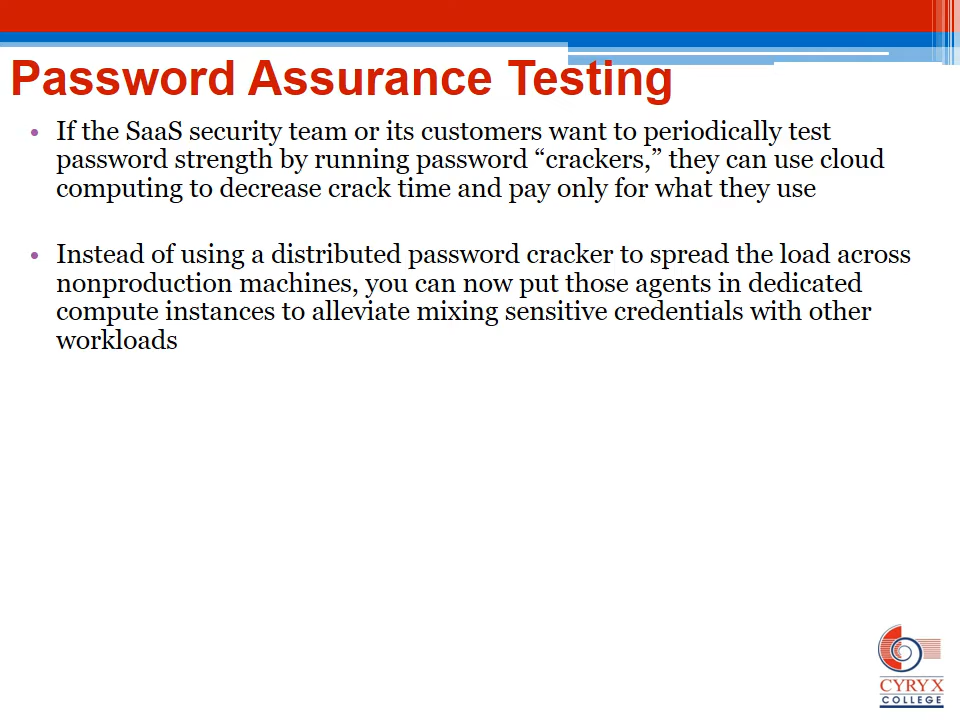 Password Assurance Testing
• If the SaaS security team or its customers want to periodically test
password strength by running password “crackers,” they can use cloud
computing to decrease crack time and pay only for what they use
• Instead of using a distributed password cracker to spread the load across
nonproduction machines, you can now put those agents in dedicated
compute instances to alleviate mixing sensitive credentials with other
workloads
CYRYX
COLLEGE